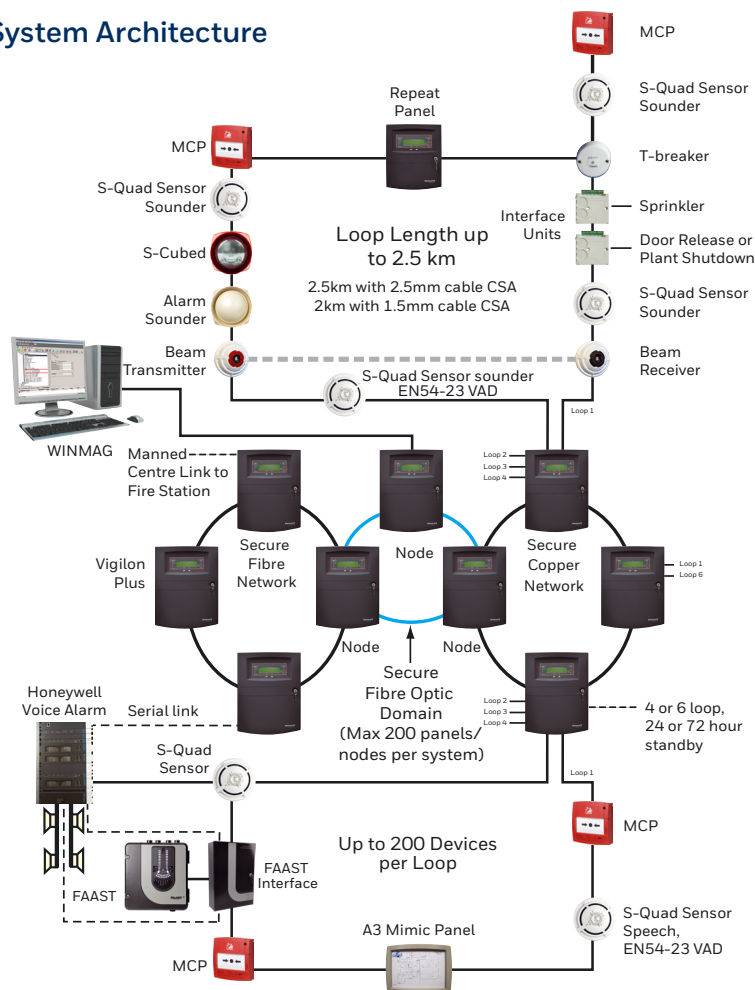 System Architecture
MCP
S-Quad Sensor
Sounder
Repeat
Panel
MCP
T-breaker
S-Quad Sensor
Sounder
Interface
Units
Sprinkler
Loop Length up
to 2.5 km
2.5km with 2.5mm cable CSA
2km with 1.5mm cable CSA
S-Cubed
Door Release or
Plant Shutdown
Alarm
Sounder
S-Quad Sensor
Sounder
Beam
Transmitter
Beam
Receiver
S-Quad Sensor sounder
EN54-23 VAD
Loop 1
WINMAG
Manned
Centre Link to
Fire Station
Loop 2
Loop 3
Loop 4
Vigilon
Plus
Secure
Fibre
Network
Node
Secure
Copper
Network
Loop 1
Loop 6
Node
Node
Secure
Fibre Optic
Domain
(Max 200 panels/
nodes per system)
Honeywell
Voice Alarm
Serial link
Loop 2
Loop 3
Loop 4
4 or 6 loop,
24 or 72 hour
standby
S-Quad
Sensor
Loop 1
MCP
Up to 200 Devices
per Loop
FAAST
FAAST
Interface
A3 Mimic Panel
S-Quad Sensor
Speech,
EN54-23 VAD
MCP